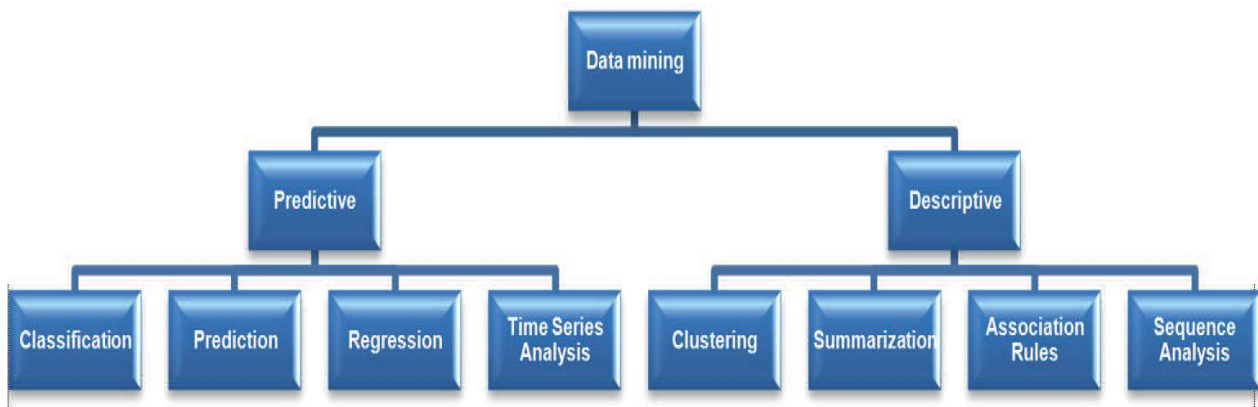 Data mining
Predictive
Descriptive
Classification
Prediction
Regression
Time Series
Analysis
Clustering
Summarization
Association
Rules
Sequence
Analysis